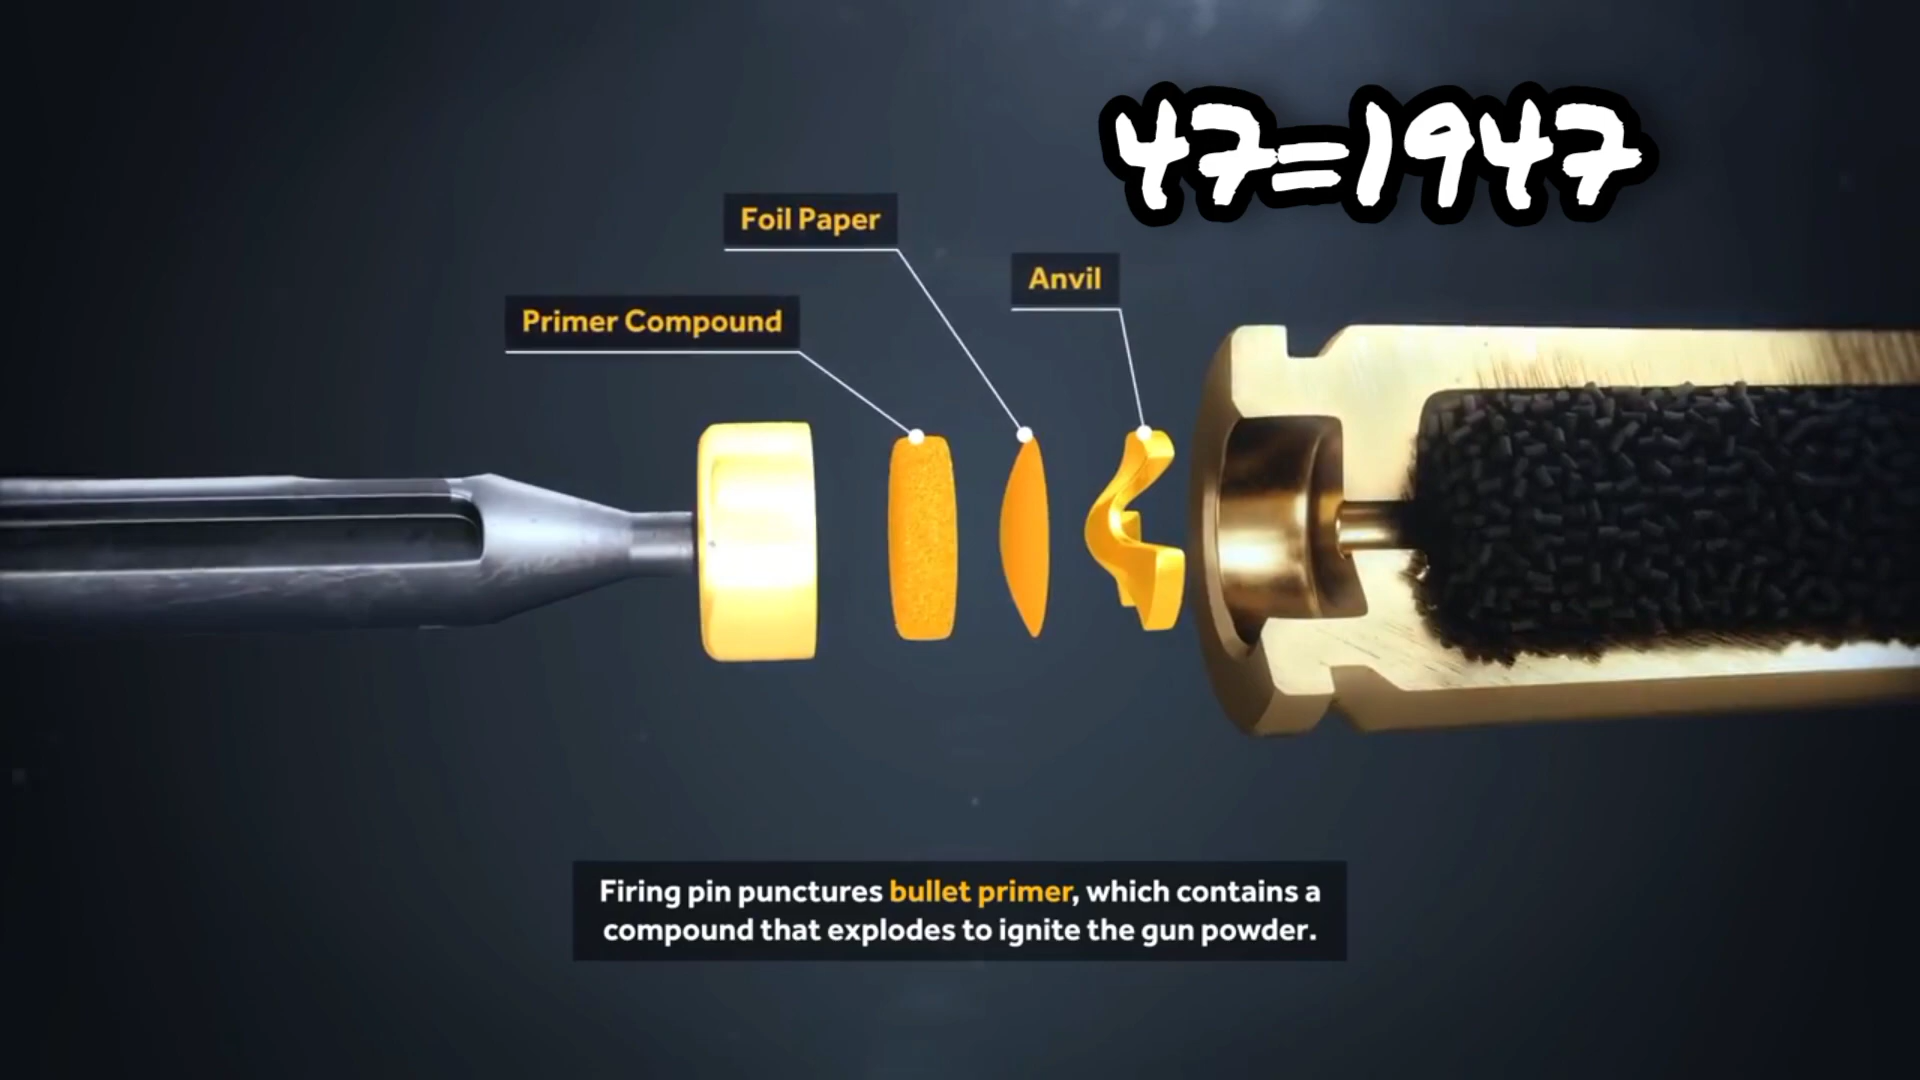 47=1947
Foil Paper
Anvil
Primer Compound
Firing pin punctures bullet primer, which contains a
compound that explodes to ignite the gun powder.